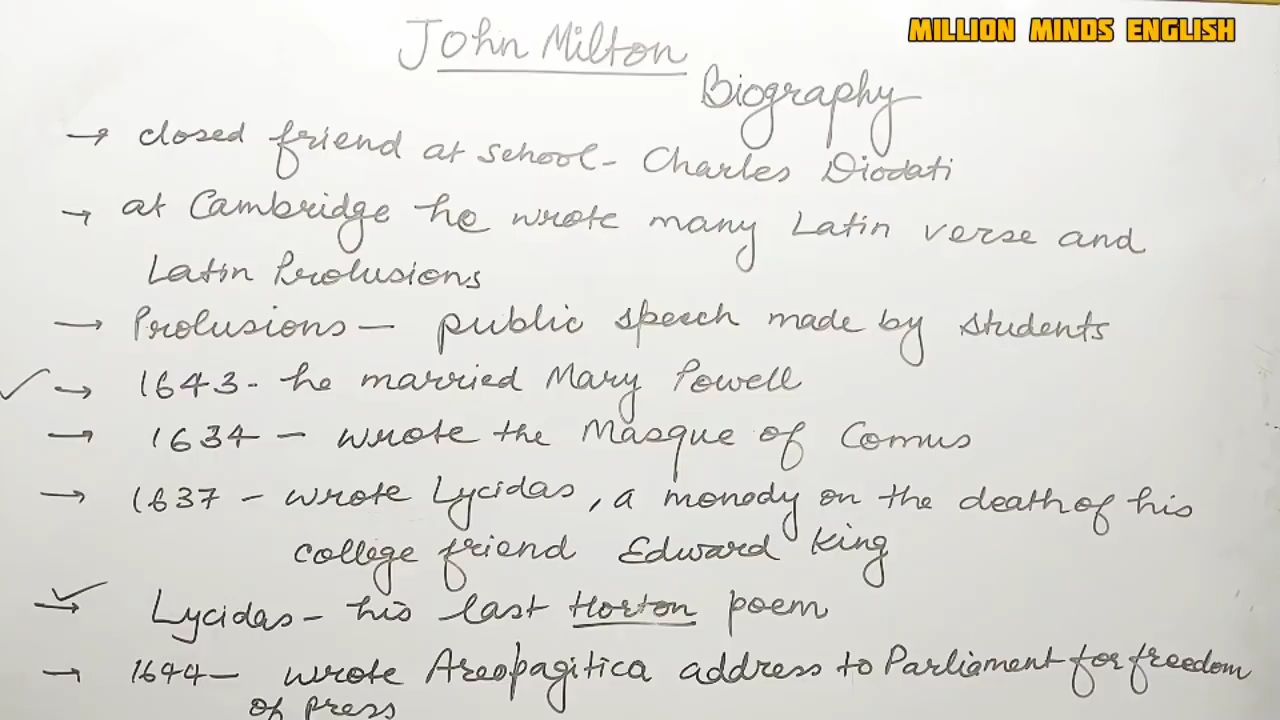 MILLION MINDS ENGLISH
John Milton
Biography
→ closed friend at school - Charles Diodati
→ at Cambridge he wrote many Latin verse and
Latin Prolusions
→ Prolusions — public speech made by students
✓ → 1643 - he married Mary Powell
→ 1634 - wrote the Masque of Comus
→ 1637 - wrote Lycidas, a monody on the death of his
college friend Edward King
✓ → Lycidas - his last Horton poem
→ 1644 — wrote Areopagitica address to Parliament for freedom
of press